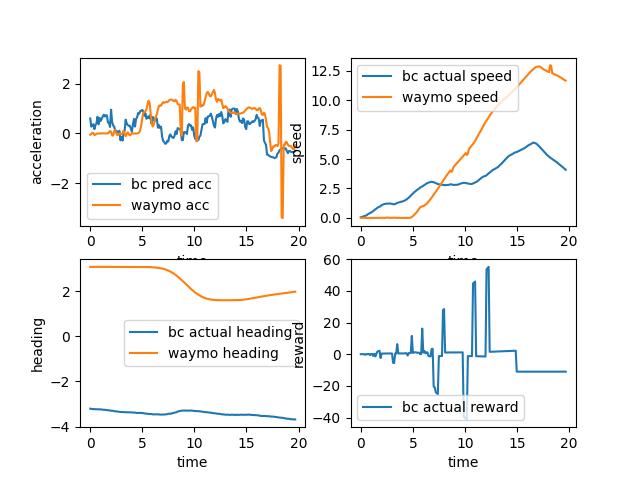 2
0
−2
acceleration
bc pred acc
waymo acc
0
5
10
15
20
time
12.5
10.0
7.5
5.0
2.5
0.0
speed
bc actual speed
waymo speed
0
5
10
15
20
time
2
0
−2
−4
heading
bc actual heading
waymo heading
0
5
10
15
20
time
60
40
20
0
−20
−40
reward
bc actual reward
0
5
10
15
20
time